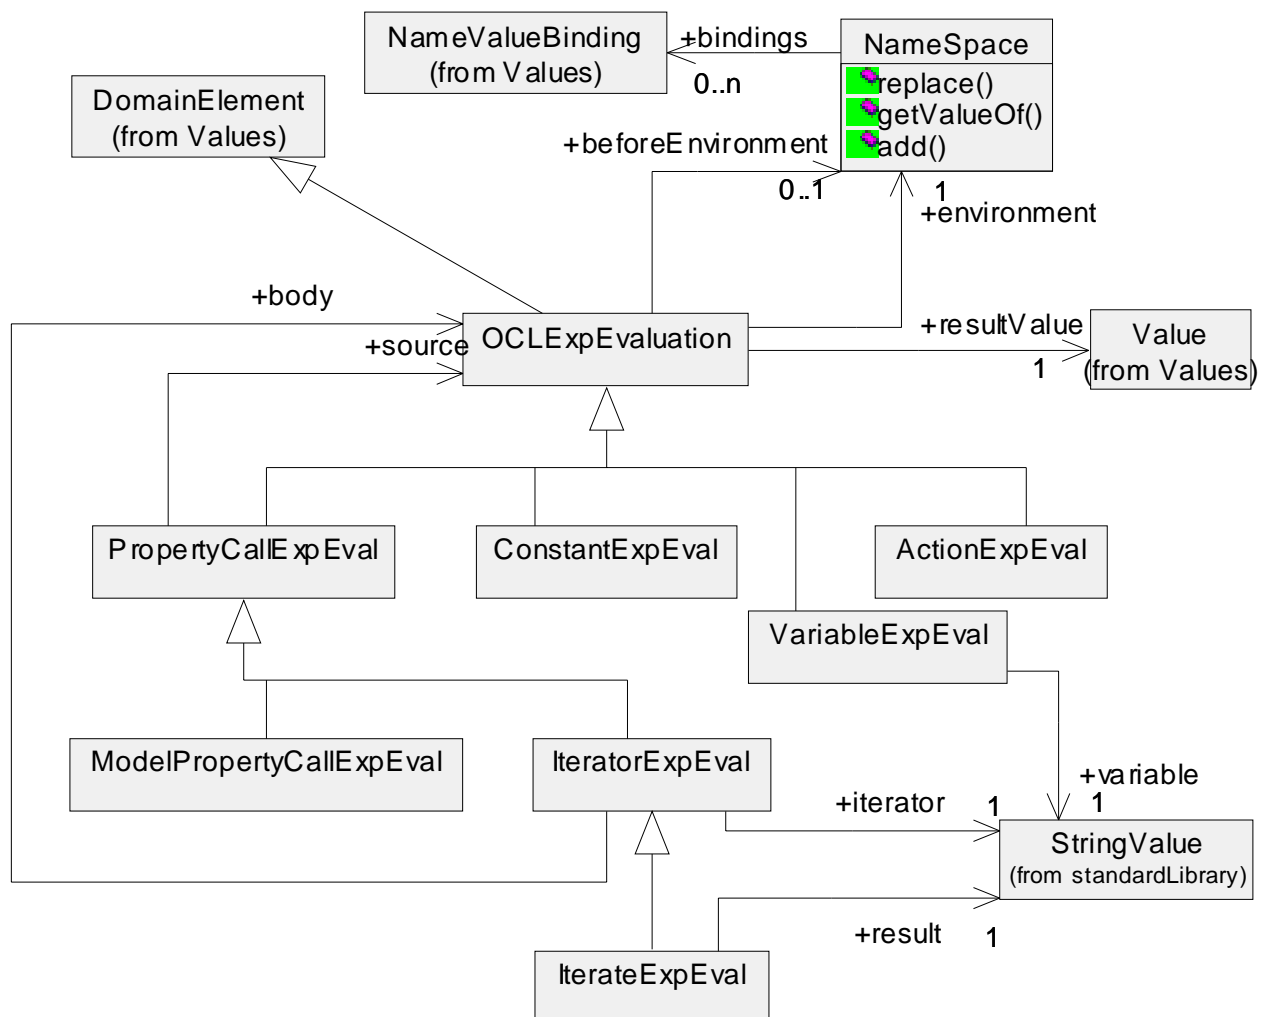 NameValueBinding
(from Values)
+bindings
0..n
NameSpace
replace()
getValueOf()
add()
DomainElement
(from Values)
+beforeEnvironment
0..1
1
+environment
+body
+source
OCLExpEvaluation
+resultValue
1
Value
(from Values)
PropertyCallExpEval
ConstantExpEval
ActionExpEval
VariableExpEval
ModelPropertyCallExpEval
IteratorExpEval
+iterator
1
+variable
1
StringValue
(from standardLibrary)
+result
1
IterateExpEval